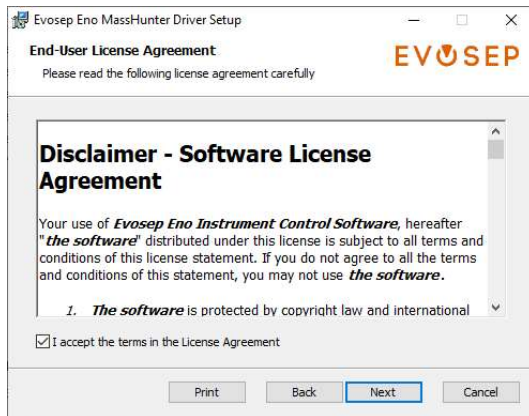 Evosep Eno MassHunter Driver Setup
End-User License Agreement
EVOSEP
Please read the following license agreement carefully
Disclaimer - Software License
Agreement
Your use of Evosep Eno Instrument Control Software, hereafter
"the software" distributed under this license is subject to all terms and
conditions of this license statement. If you do not agree to all the terms
and conditions of this statement, you may not use the software.
1. The software is protected by copyright law and international
I accept the terms in the License Agreement
Print Back Next Cancel